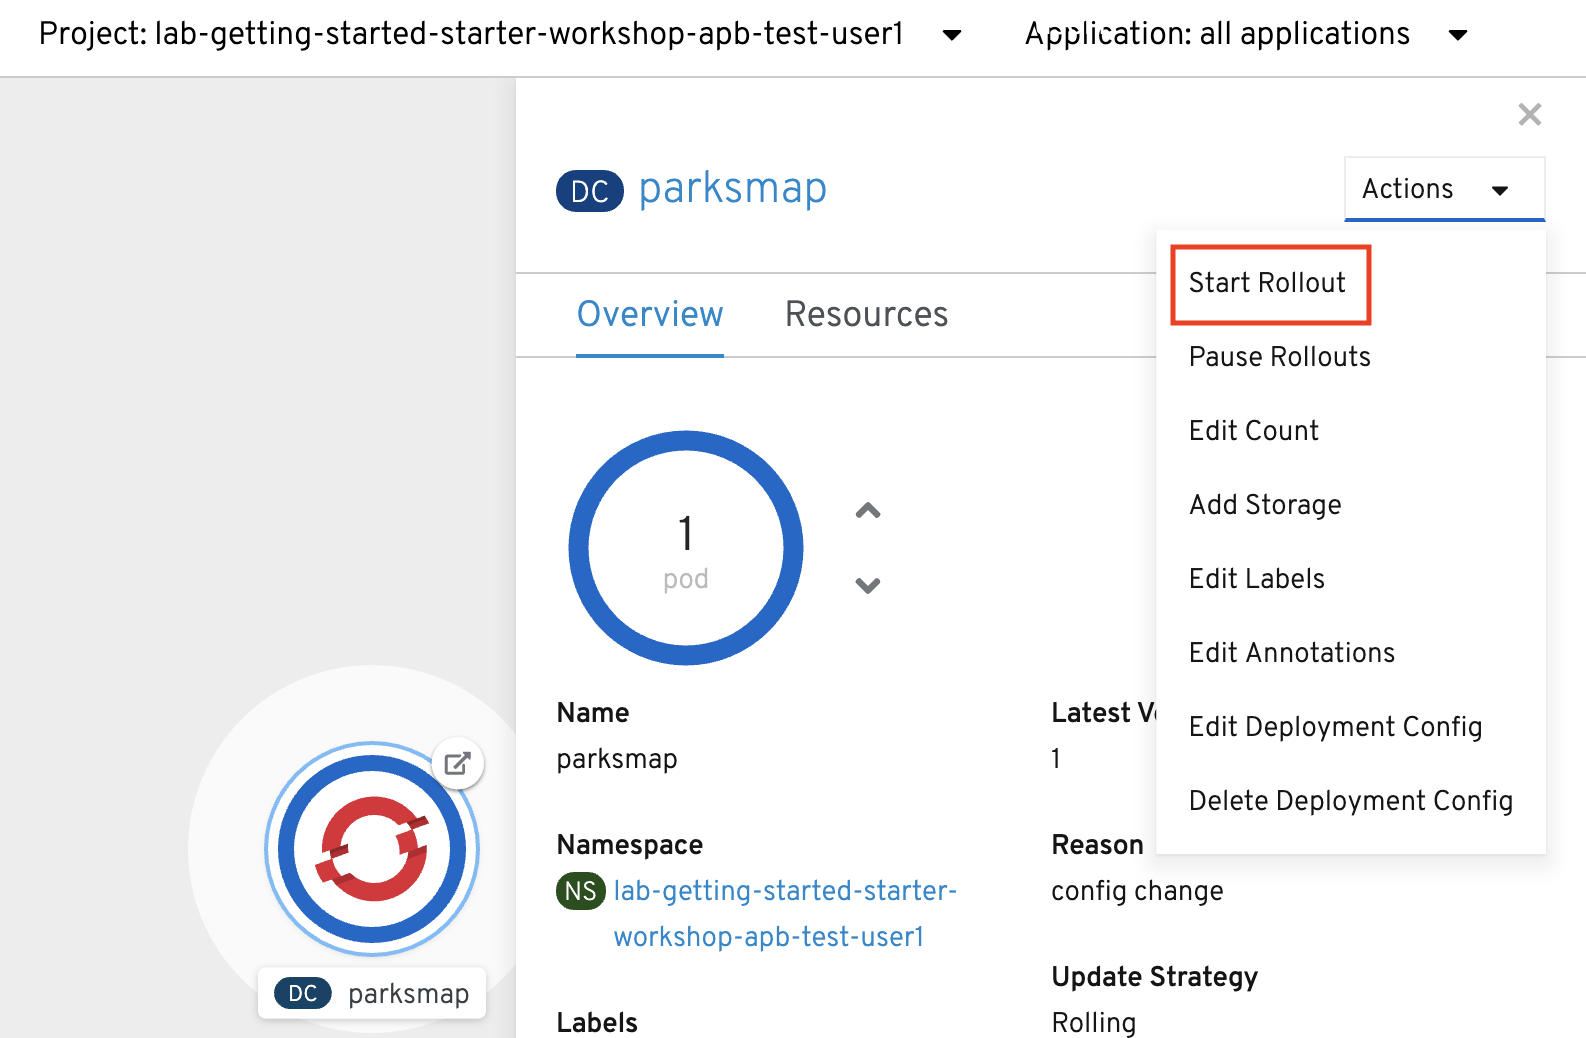 Project: lab-getting-started-starter-workshop-apb-test-user1
Application: all applications
DC parksmap
Actions
Start Rollout
Pause Rollouts
Edit Count
Add Storage
Edit Labels
Edit Annotations
Edit Deployment Config
Delete Deployment Config
Overview
Resources
1
pod
Name
parksmap
Latest
1
Namespace
NS lab-getting-started-starter-
workshop-apb-test-user1
Reason
config change
Update Strategy
Rolling
Labels
DC parksmap